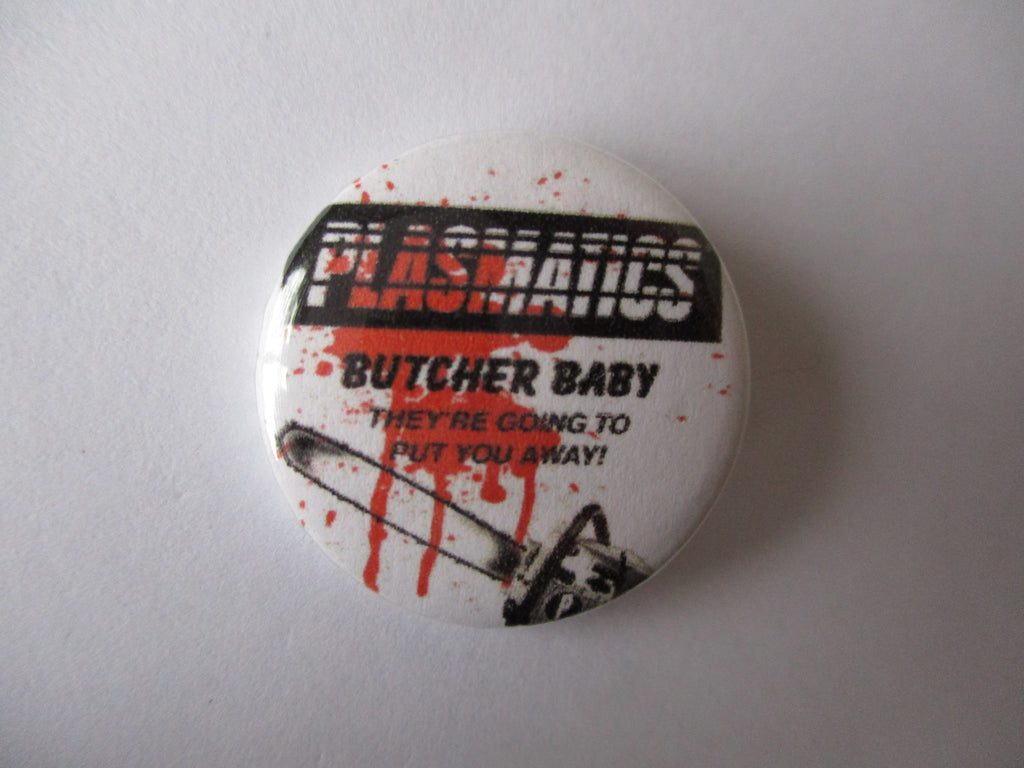 PLASMATICS
BUTCHER BABY
THEY'RE GOING TO
PUT YOU AWAY!
P